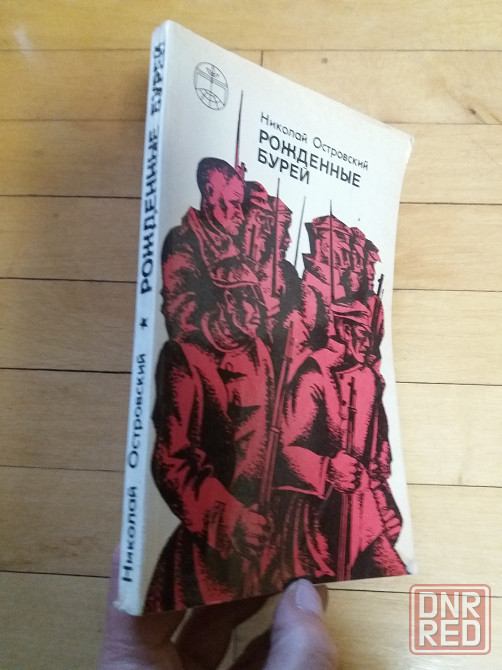 Николай Островский
РОЖДЕННЫЕ
БУРЕЙ
Николай Островский ★ РОЖДЕННЫЕ БУРЕЙ
DNR
RED